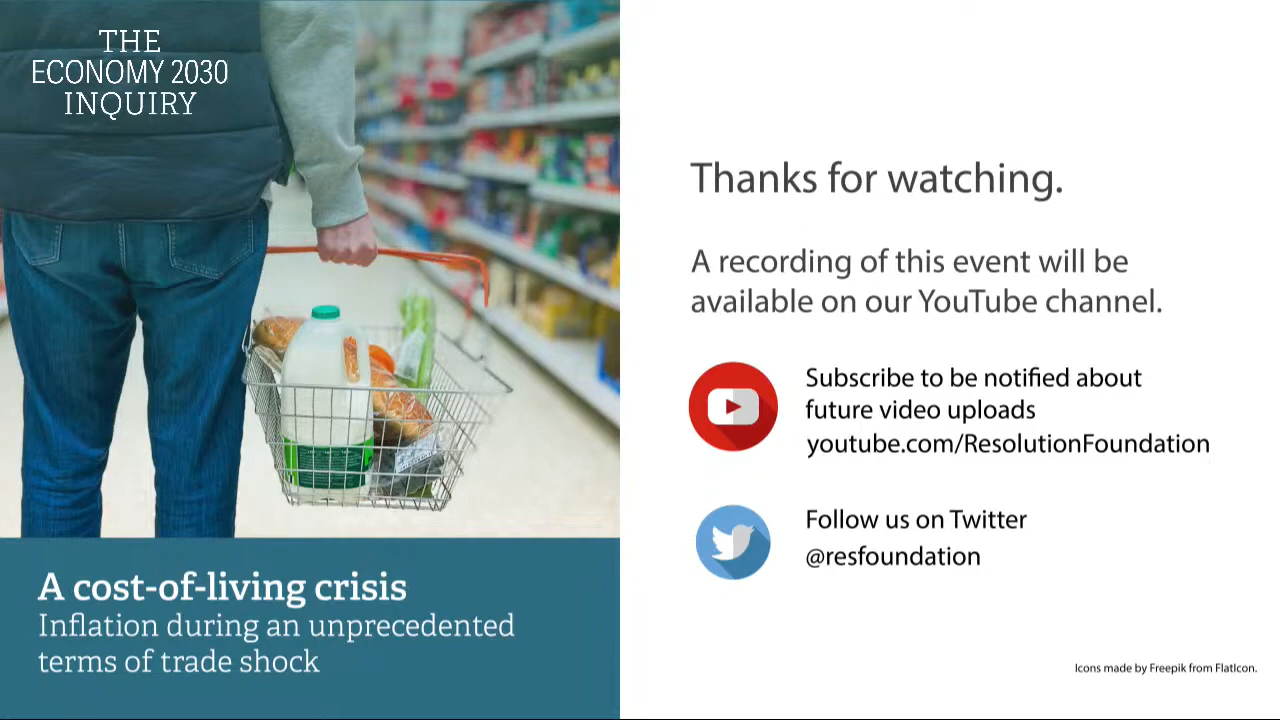 THE
ECONOMY 2030
INQUIRY
A cost-of-living crisis
Inflation during an unprecedented
terms of trade shock
Thanks for watching.
A recording of this event will be
available on our YouTube channel.
Subscribe to be notified about
future video uploads
youtube.com/ResolutionFoundation
Follow us on Twitter
@resfoundation
Icons made by Freepik from FlatIcon.